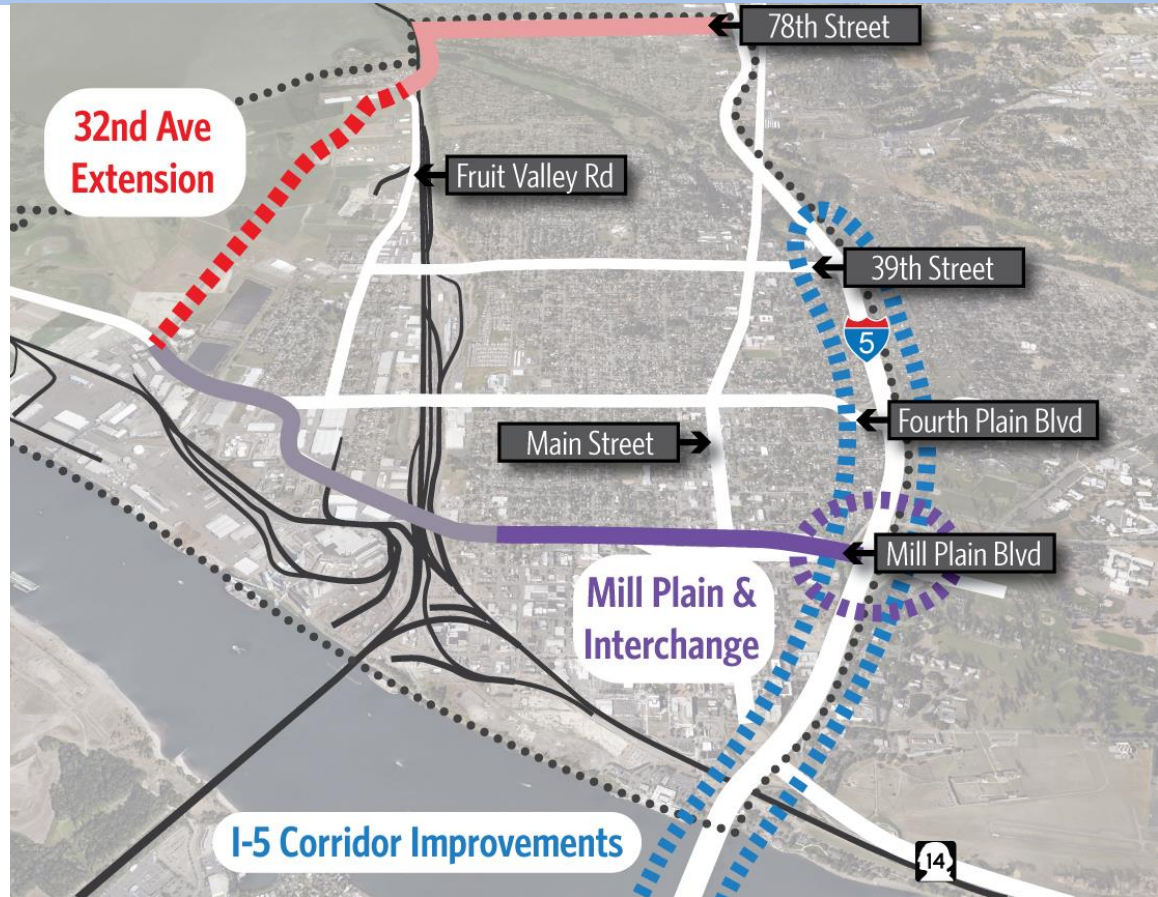 78th Street
32nd Ave
Extension
Fruit Valley Rd
39th Street
5
Fourth Plain Blvd
Main Street
Mill Plain Blvd
Mill Plain &
Interchange
I-5 Corridor Improvements
14